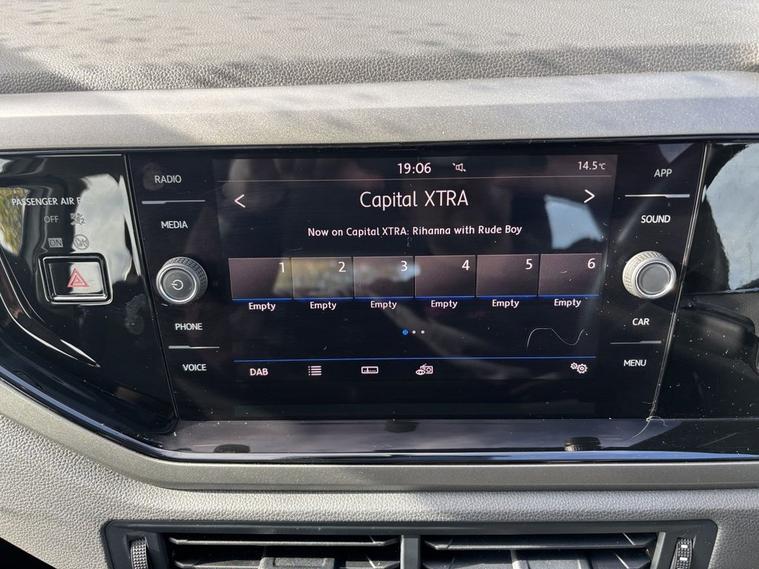 19:06
14.5°C
RADIO
APP
Capital XTRA
PASSENGER AIR
OFF
MEDIA
SOUND
Now on Capital XTRA: Rihanna with Rude Boy
ON
1 2 3 4 5 6
Empty Empty Empty Empty Empty Empty
PHONE
CAR
VOICE
DAB
MENU